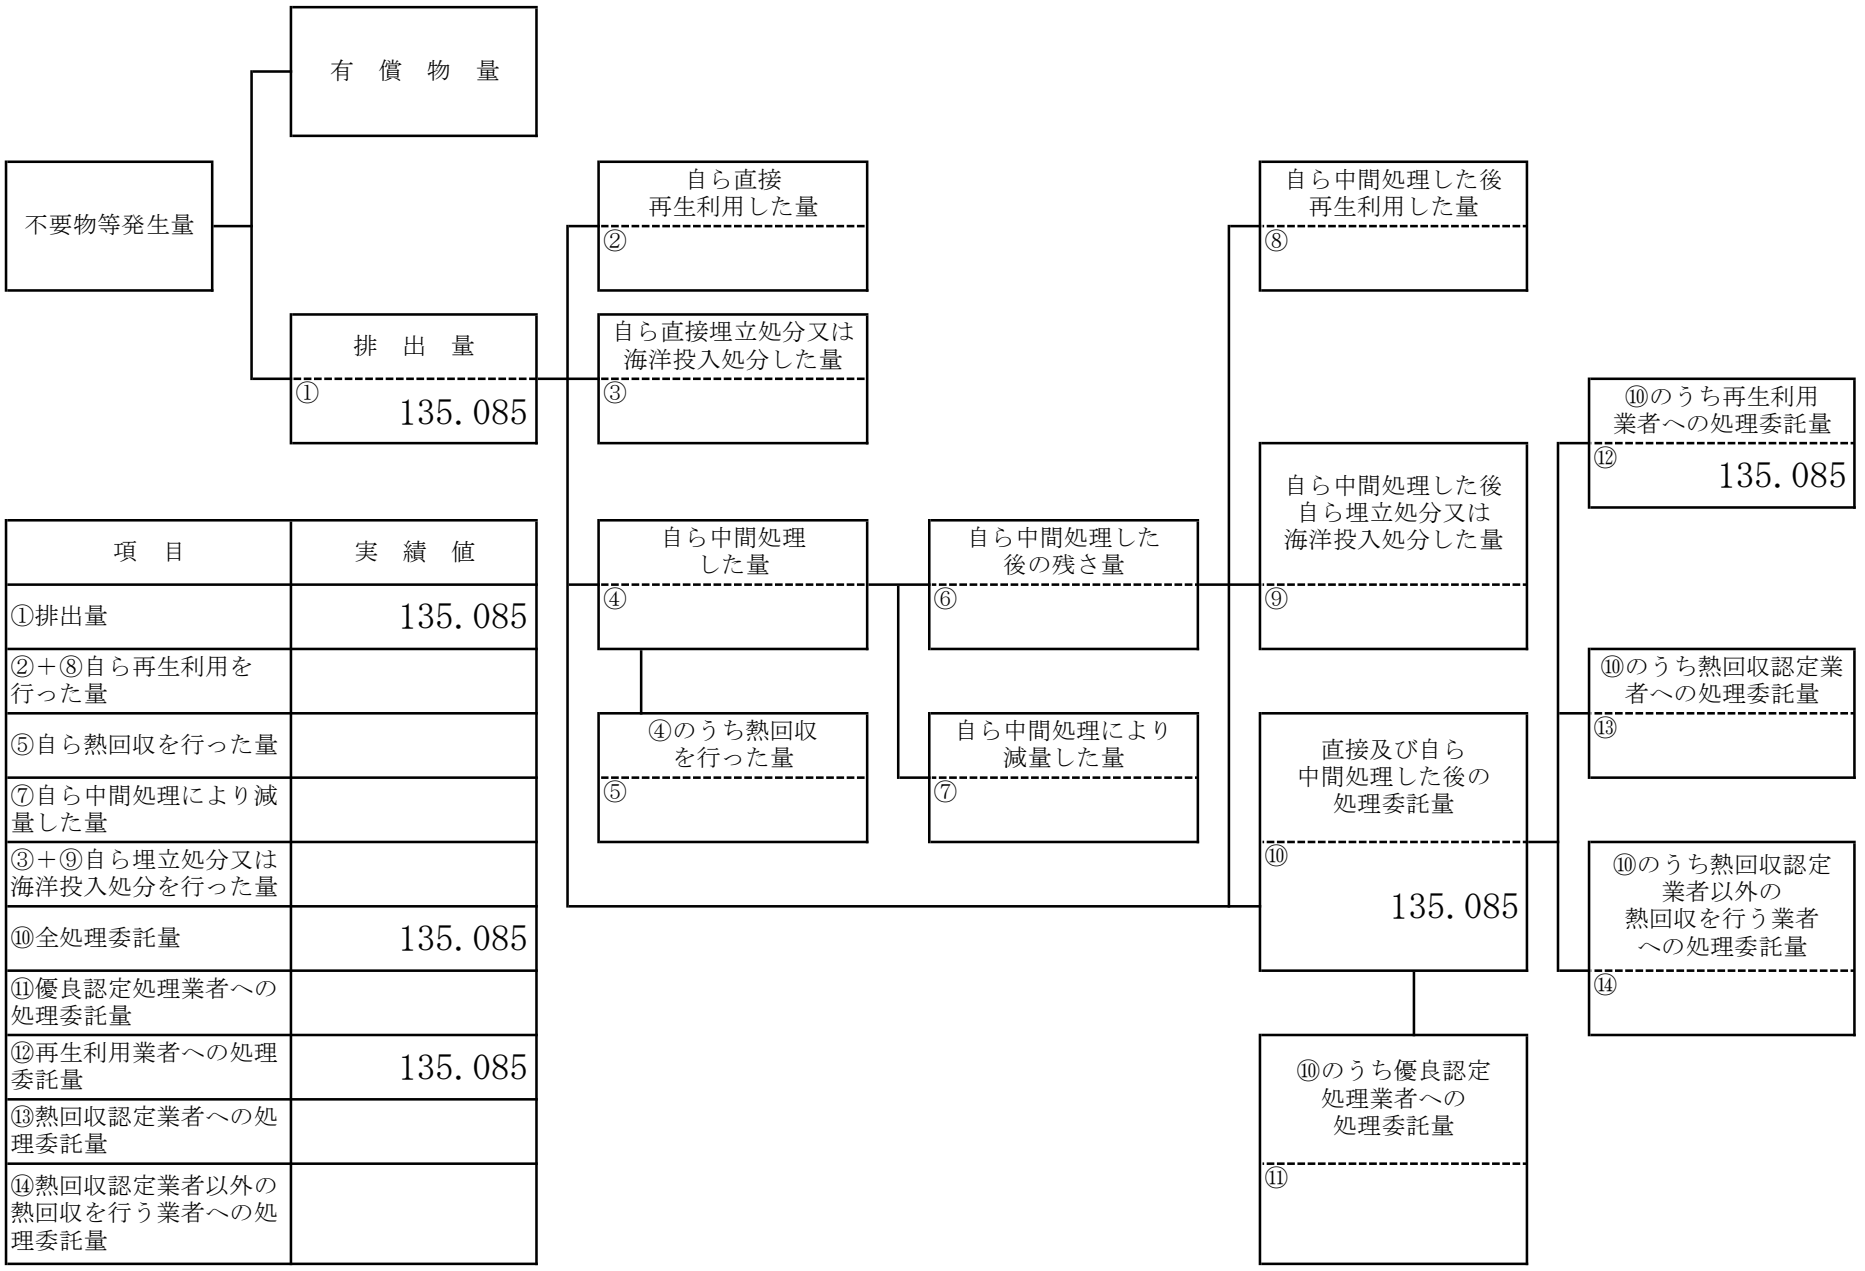 有　償　物　量
不要物等発生量
排　出　量
①
135.085
自ら直接
再生利用した量
②
自ら直接埋立処分又は
海洋投入処分した量
③
自ら中間処理
した量
④
④のうち熱回収
を行った量
⑤
自ら中間処理した
後の残さ量
⑥
自ら中間処理により
減量した量
⑦
自ら中間処理した後
再生利用した量
⑧
自ら中間処理した後
自ら埋立処分又は
海洋投入処分した量
⑨
直接及び自ら
中間処理した後の
処理委託量
⑩
135.085
⑩のうち優良認定
処理業者への
処理委託量
⑪
⑩のうち再生利用
業者への処理委託量
⑫
135.085
⑩のうち熱回収認定業
者への処理委託量
⑬
⑩のうち熱回収認定
業者以外の
熱回収を行う業者
への処理委託量
⑭
項　目　実　績　値
①排出量　135.085
②＋⑧自ら再生利用を
行った量
⑤自ら熱回収を行った量
⑦自ら中間処理により減
量した量
③＋⑨自ら埋立処分又は
海洋投入処分を行った量
⑩全処理委託量　135.085
⑪優良認定処理業者への
処理委託量
⑫再生利用業者への処理
委託量　135.085
⑬熱回収認定業者への処
理委託量
⑭熱回収認定業者以外の
熱回収を行う業者への処
理委託量